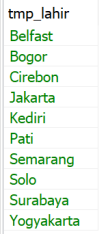 tmp_lahir
Belfast
Bogor
Cirebon
Jakarta
Kediri
Pati
Semarang
Solo
Surabaya
Yogyakarta